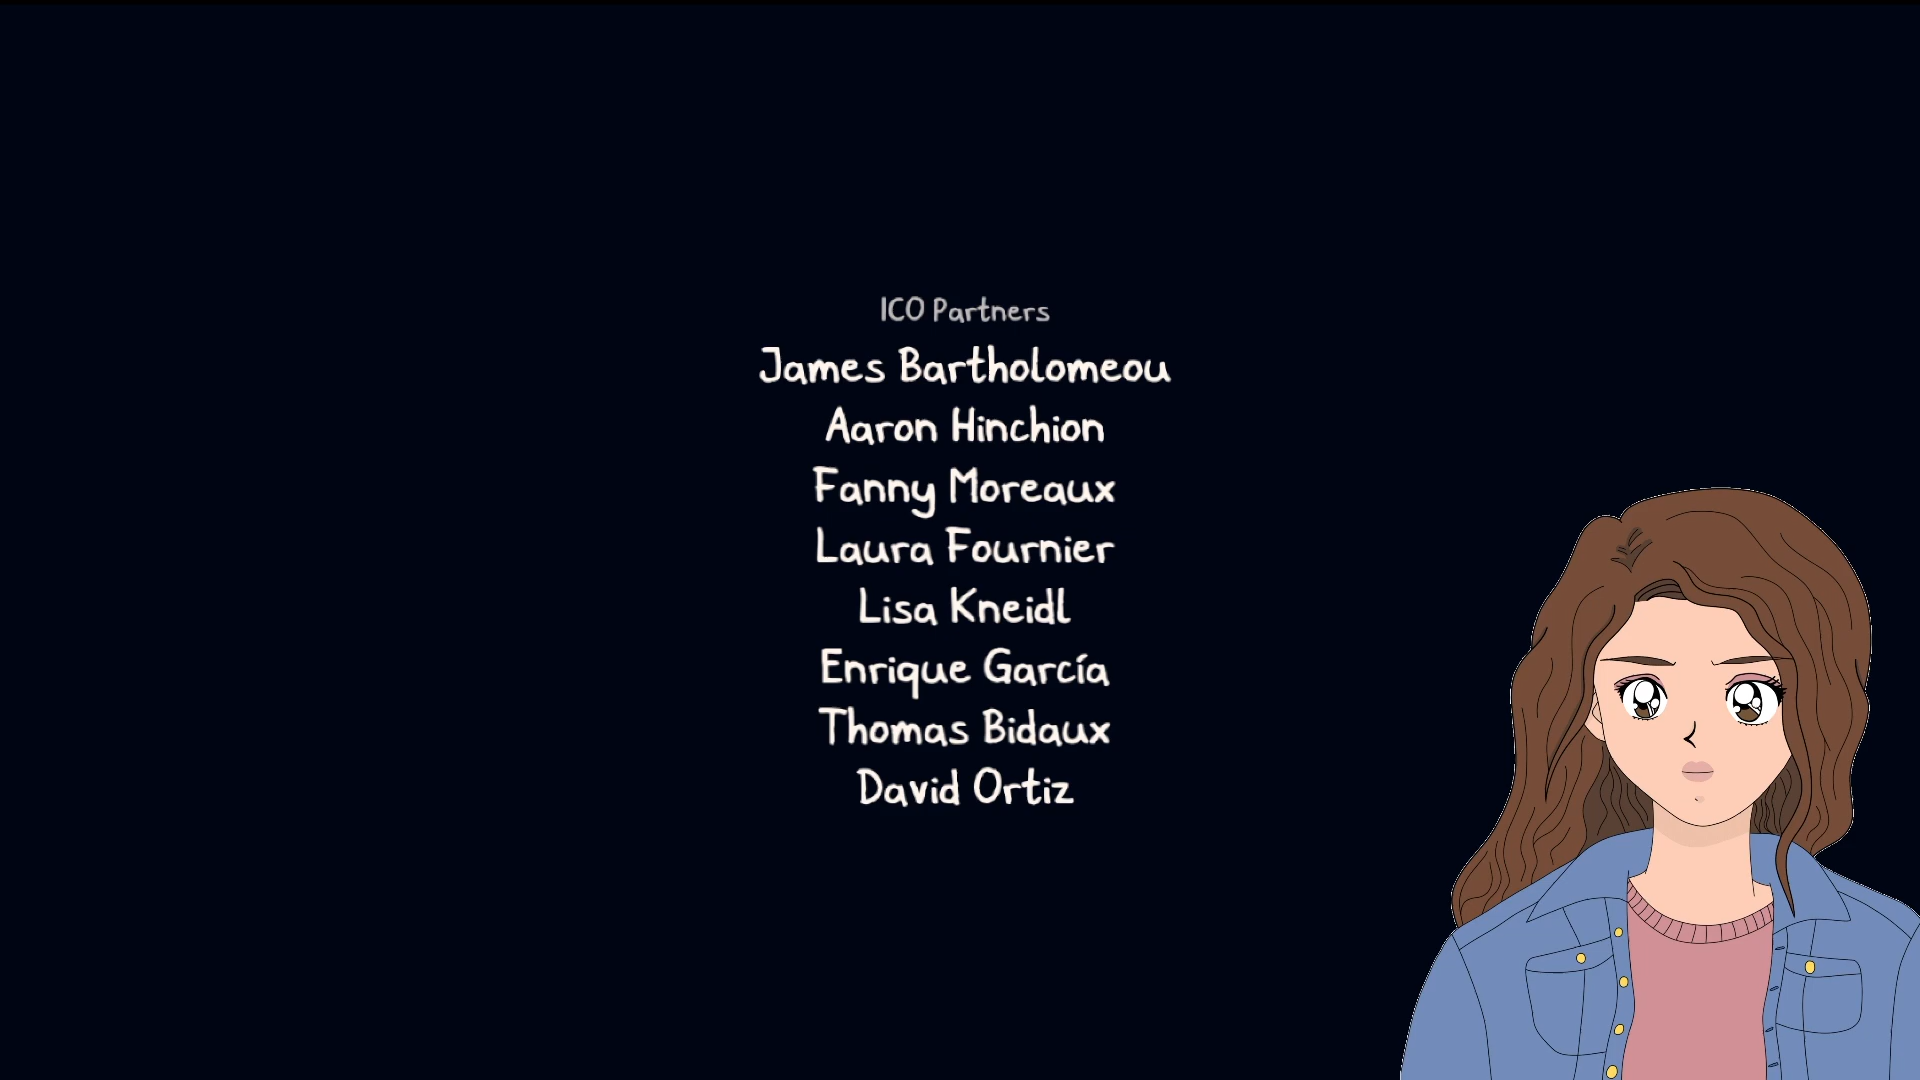 ICO Partners
James Bartholomeou
Aaron Hinchion
Fanny Moreaux
Laura Fournier
Lisa Kneidl
Enrique García
Thomas Bidaux
David Ortiz